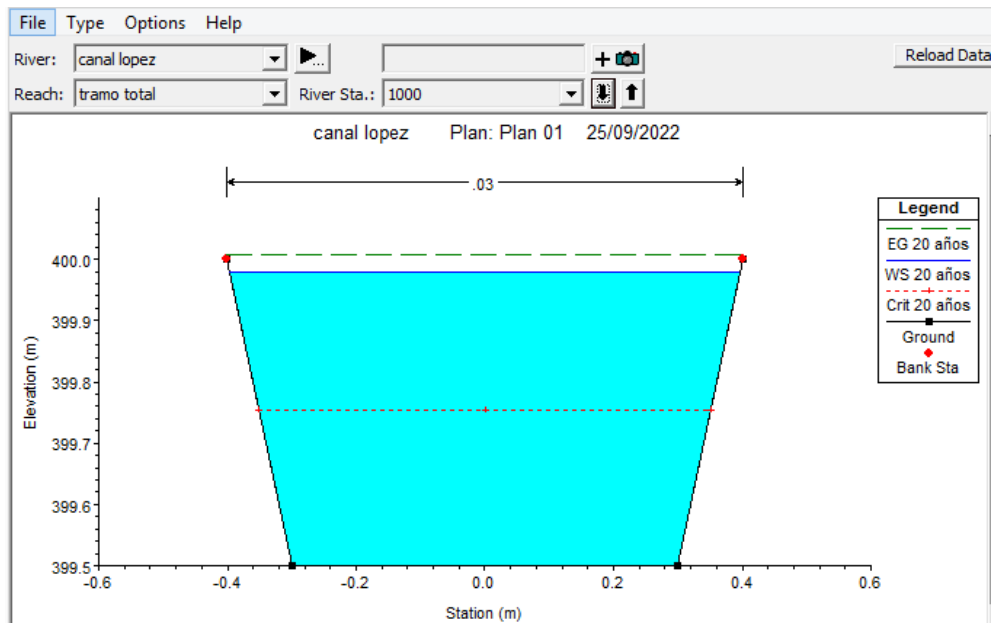 File Type Options Help
River: canal lopez ... + Reload Data
Reach: tramo total River Sta.: 1000
canal lopez Plan: Plan 01 25/09/2022
.03
400.0
399.9
399.8
399.7
399.6
399.5
Elevation (m)
-0.6 -0.4 -0.2 0.0 0.2 0.4 0.6
Station (m)
Legend
EG 20 años
WS 20 años
Crit 20 años
Ground
Bank Sta